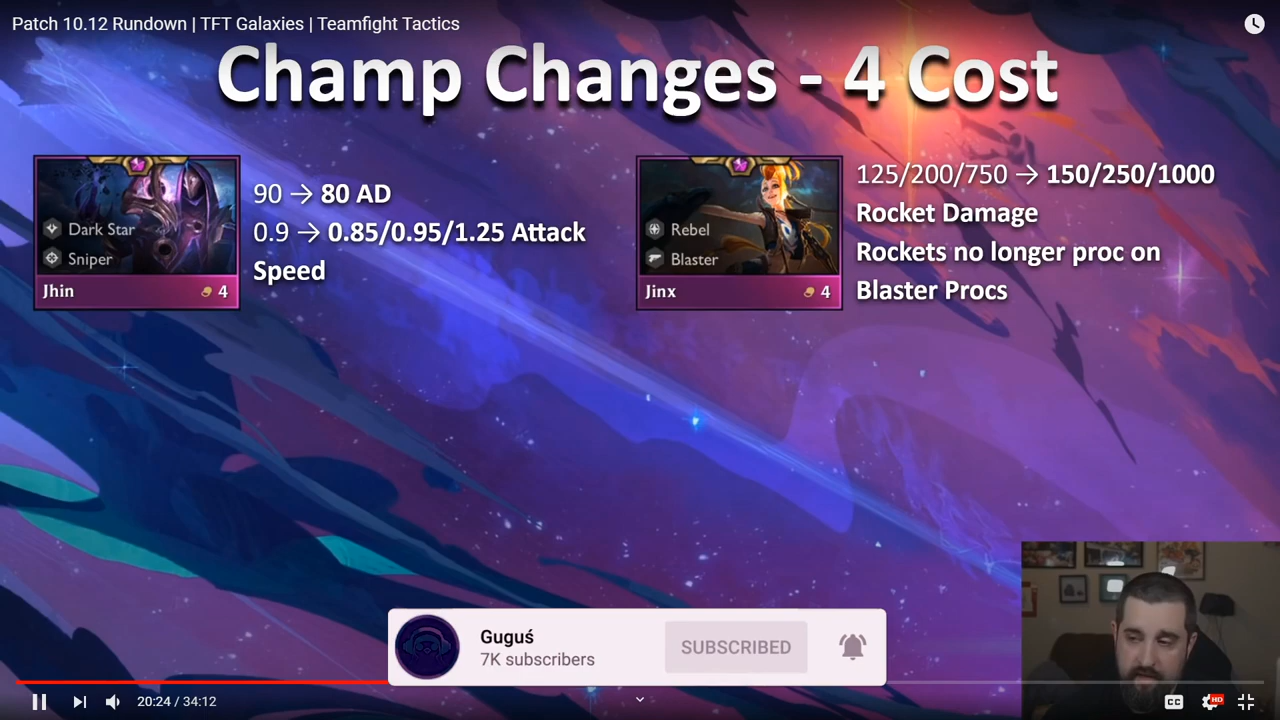 Patch 10.12 Rundown | TFT Galaxies | Teamfight Tactics
Champ Changes - 4 Cost
Dark Star
Sniper
Jhin
4
90 → 80 AD
0.9 → 0.85/0.95/1.25 Attack
Speed
Rebel
Blaster
Jinx
4
125/200/750 → 150/250/1000
Rocket Damage
Rockets no longer proc on
Blaster Procs
Guguś
7K subscribers
SUBSCRIBED
20:24 / 34:12
CC
HD